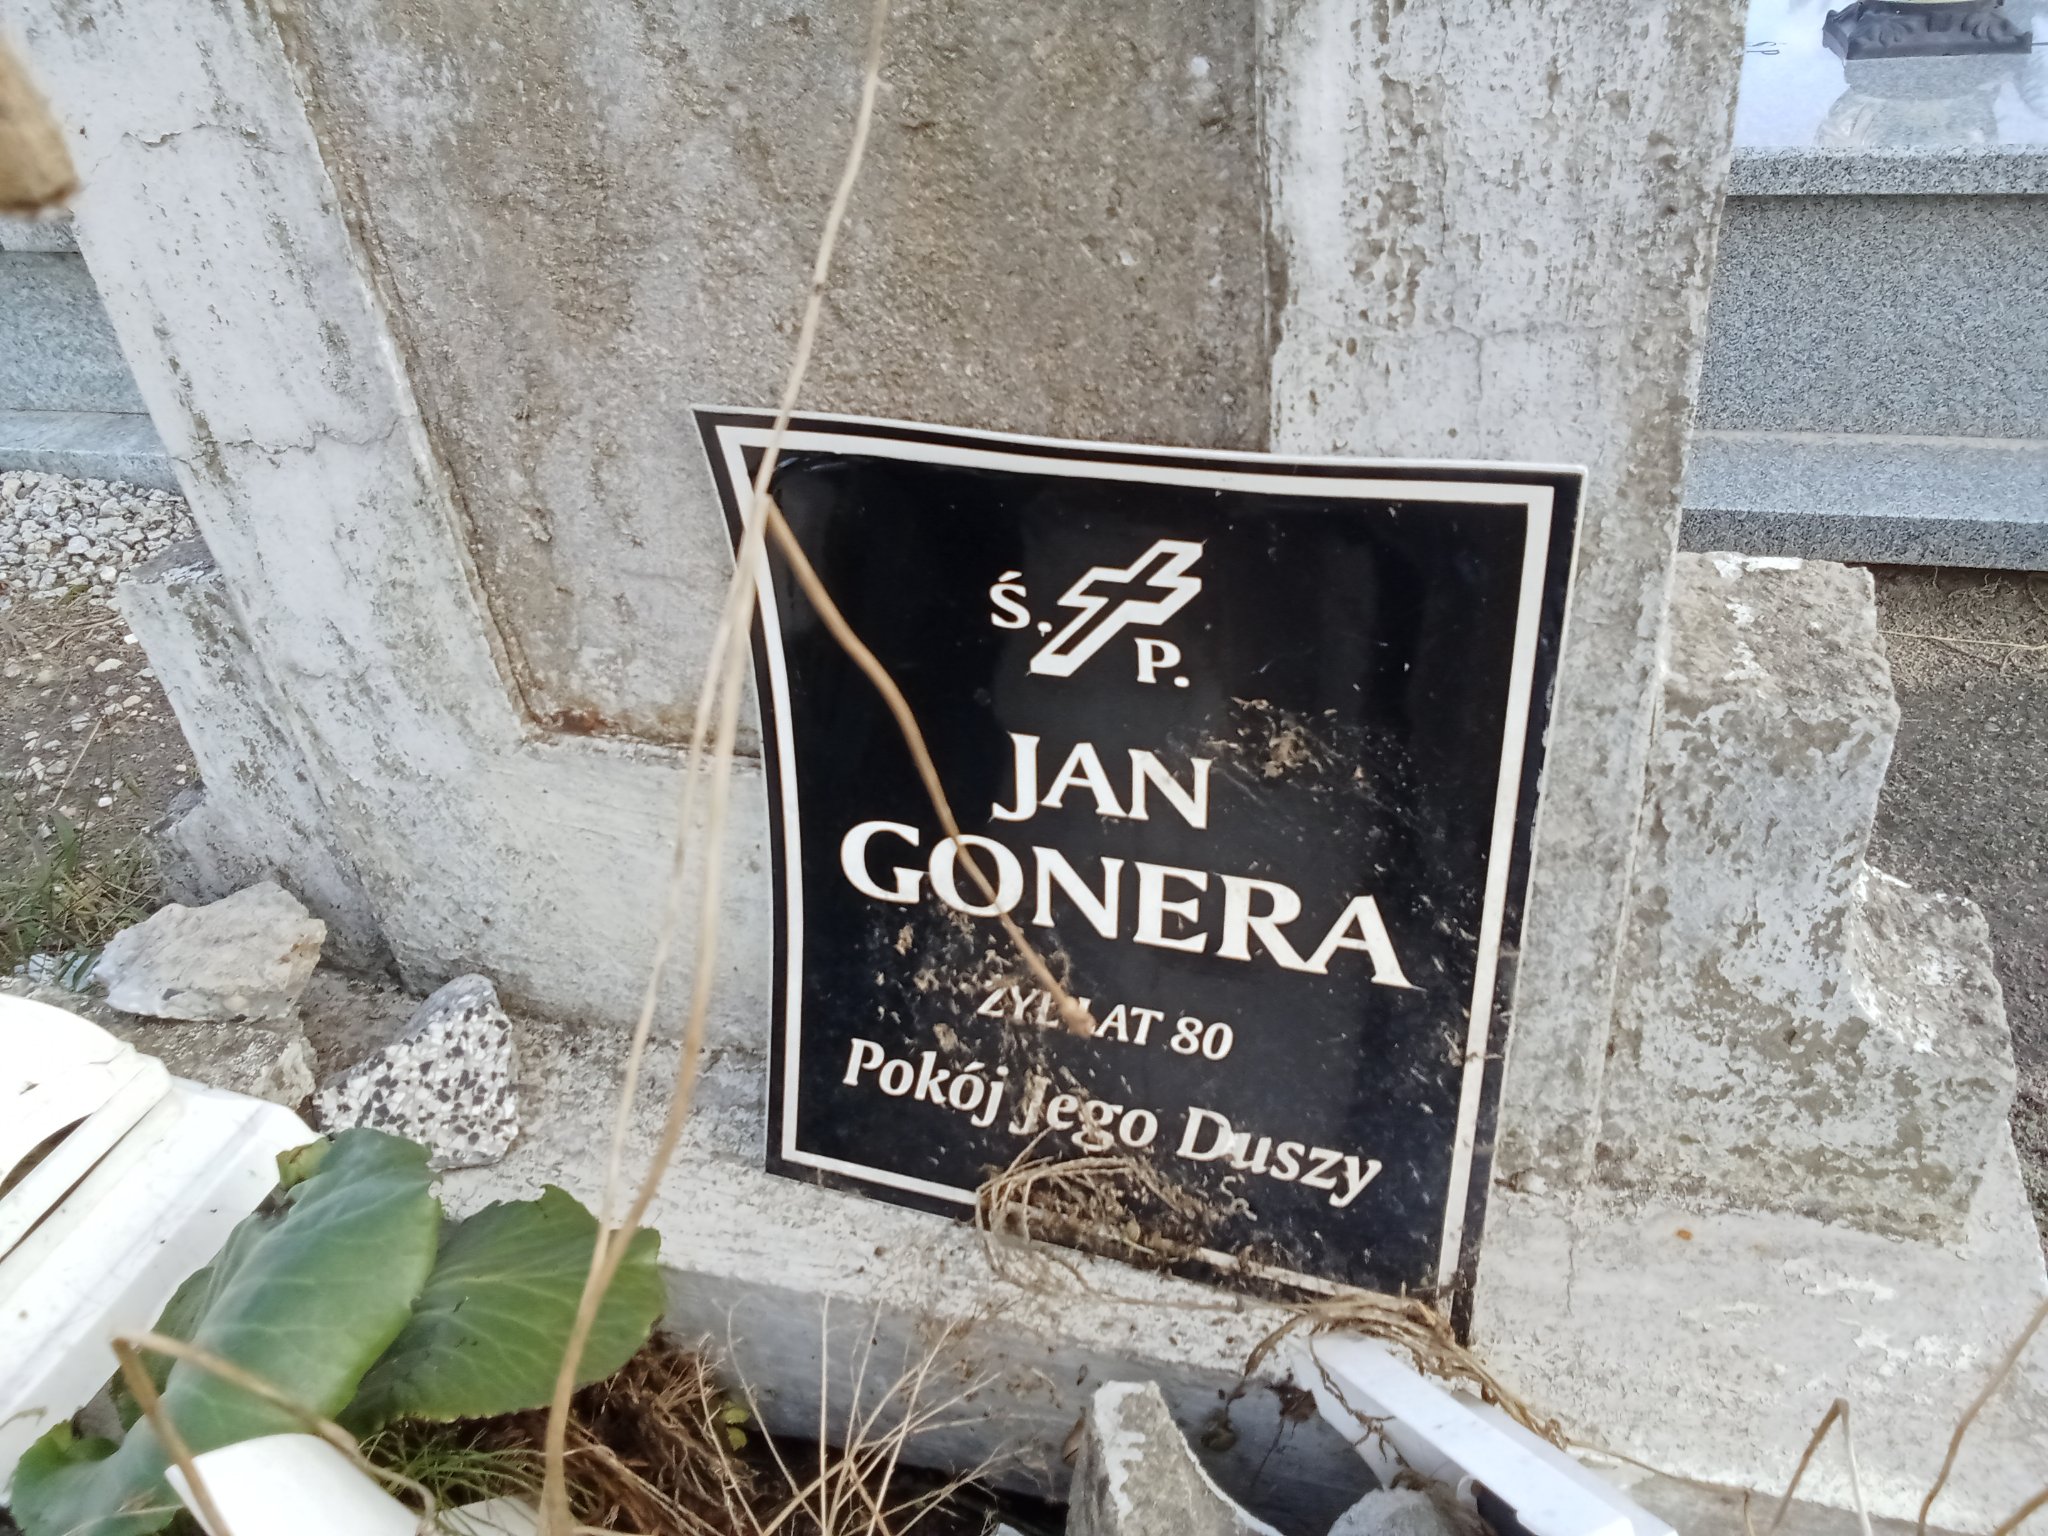 Ś. P.
JAN
GONERA
ŻYŁ LAT 80
Pokój Jego Duszy